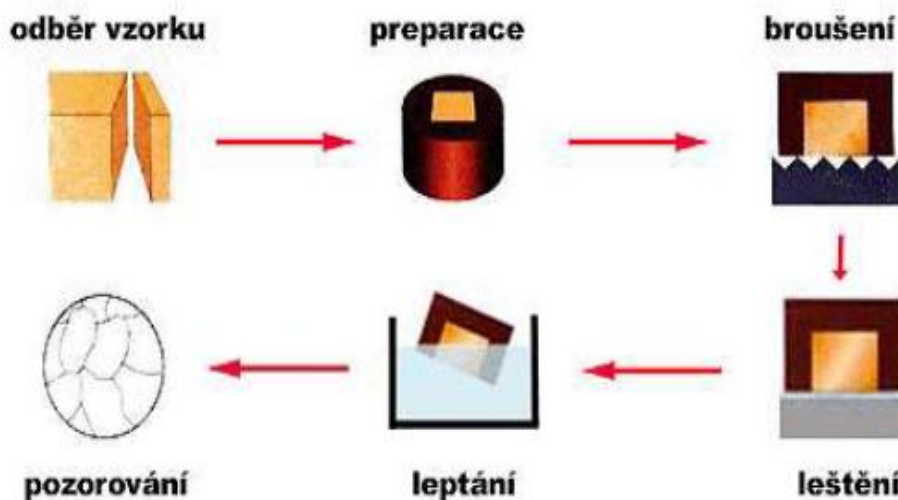 odběr vzorku
preparace
broušení
pozorování
leptání
leštění